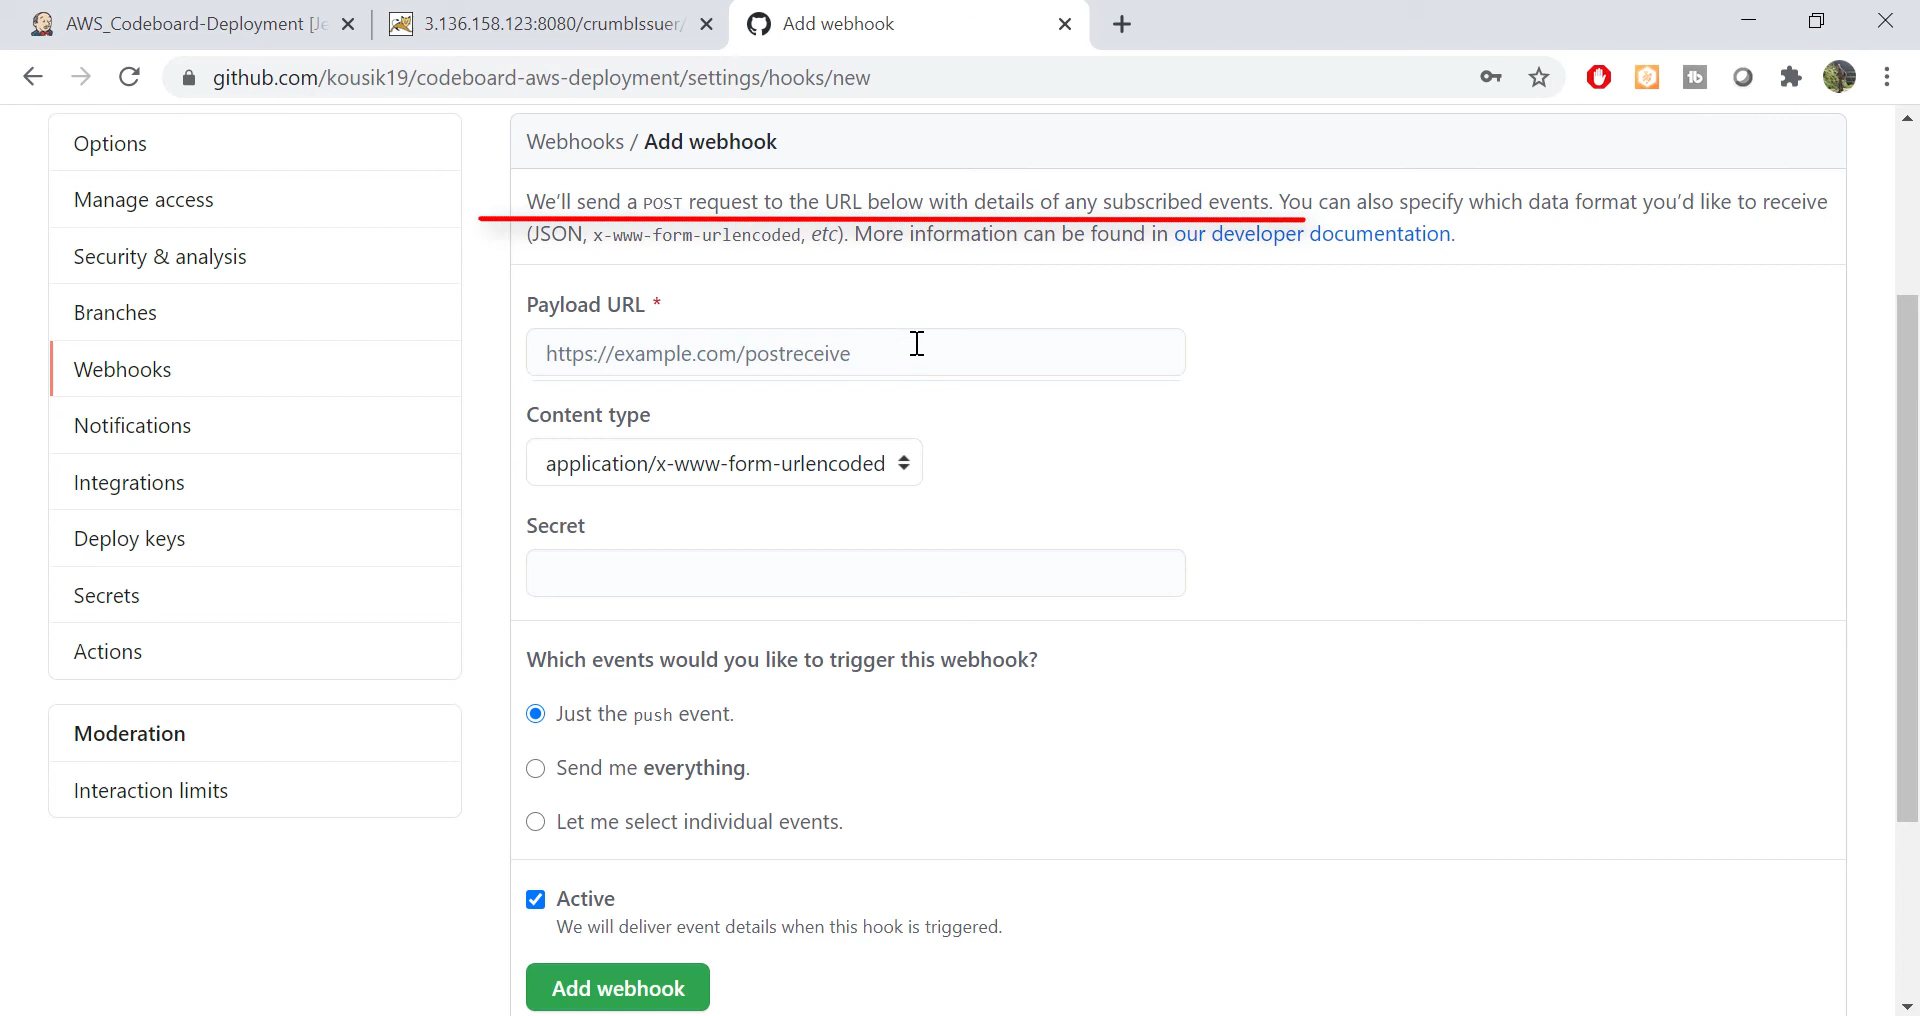 AWS_Codeboard-Deployment [Je
3.136.158.123:8080/crumbIssuer/
Add webhook
github.com/kousik19/codeboard-aws-deployment/settings/hooks/new
Options
Manage access
Security & analysis
Branches
Webhooks
Notifications
Integrations
Deploy keys
Secrets
Actions
Moderation
Interaction limits
Webhooks / Add webhook
We’ll send a POST request to the URL below with details of any subscribed events. You can also specify which data format you’d like to receive
(JSON, x-www-form-urlencoded, etc). More information can be found in our developer documentation.
Payload URL *
https://example.com/postreceive
Content type
application/x-www-form-urlencoded
Secret
Which events would you like to trigger this webhook?
Just the push event.
Send me everything.
Let me select individual events.
Active
We will deliver event details when this hook is triggered.
Add webhook